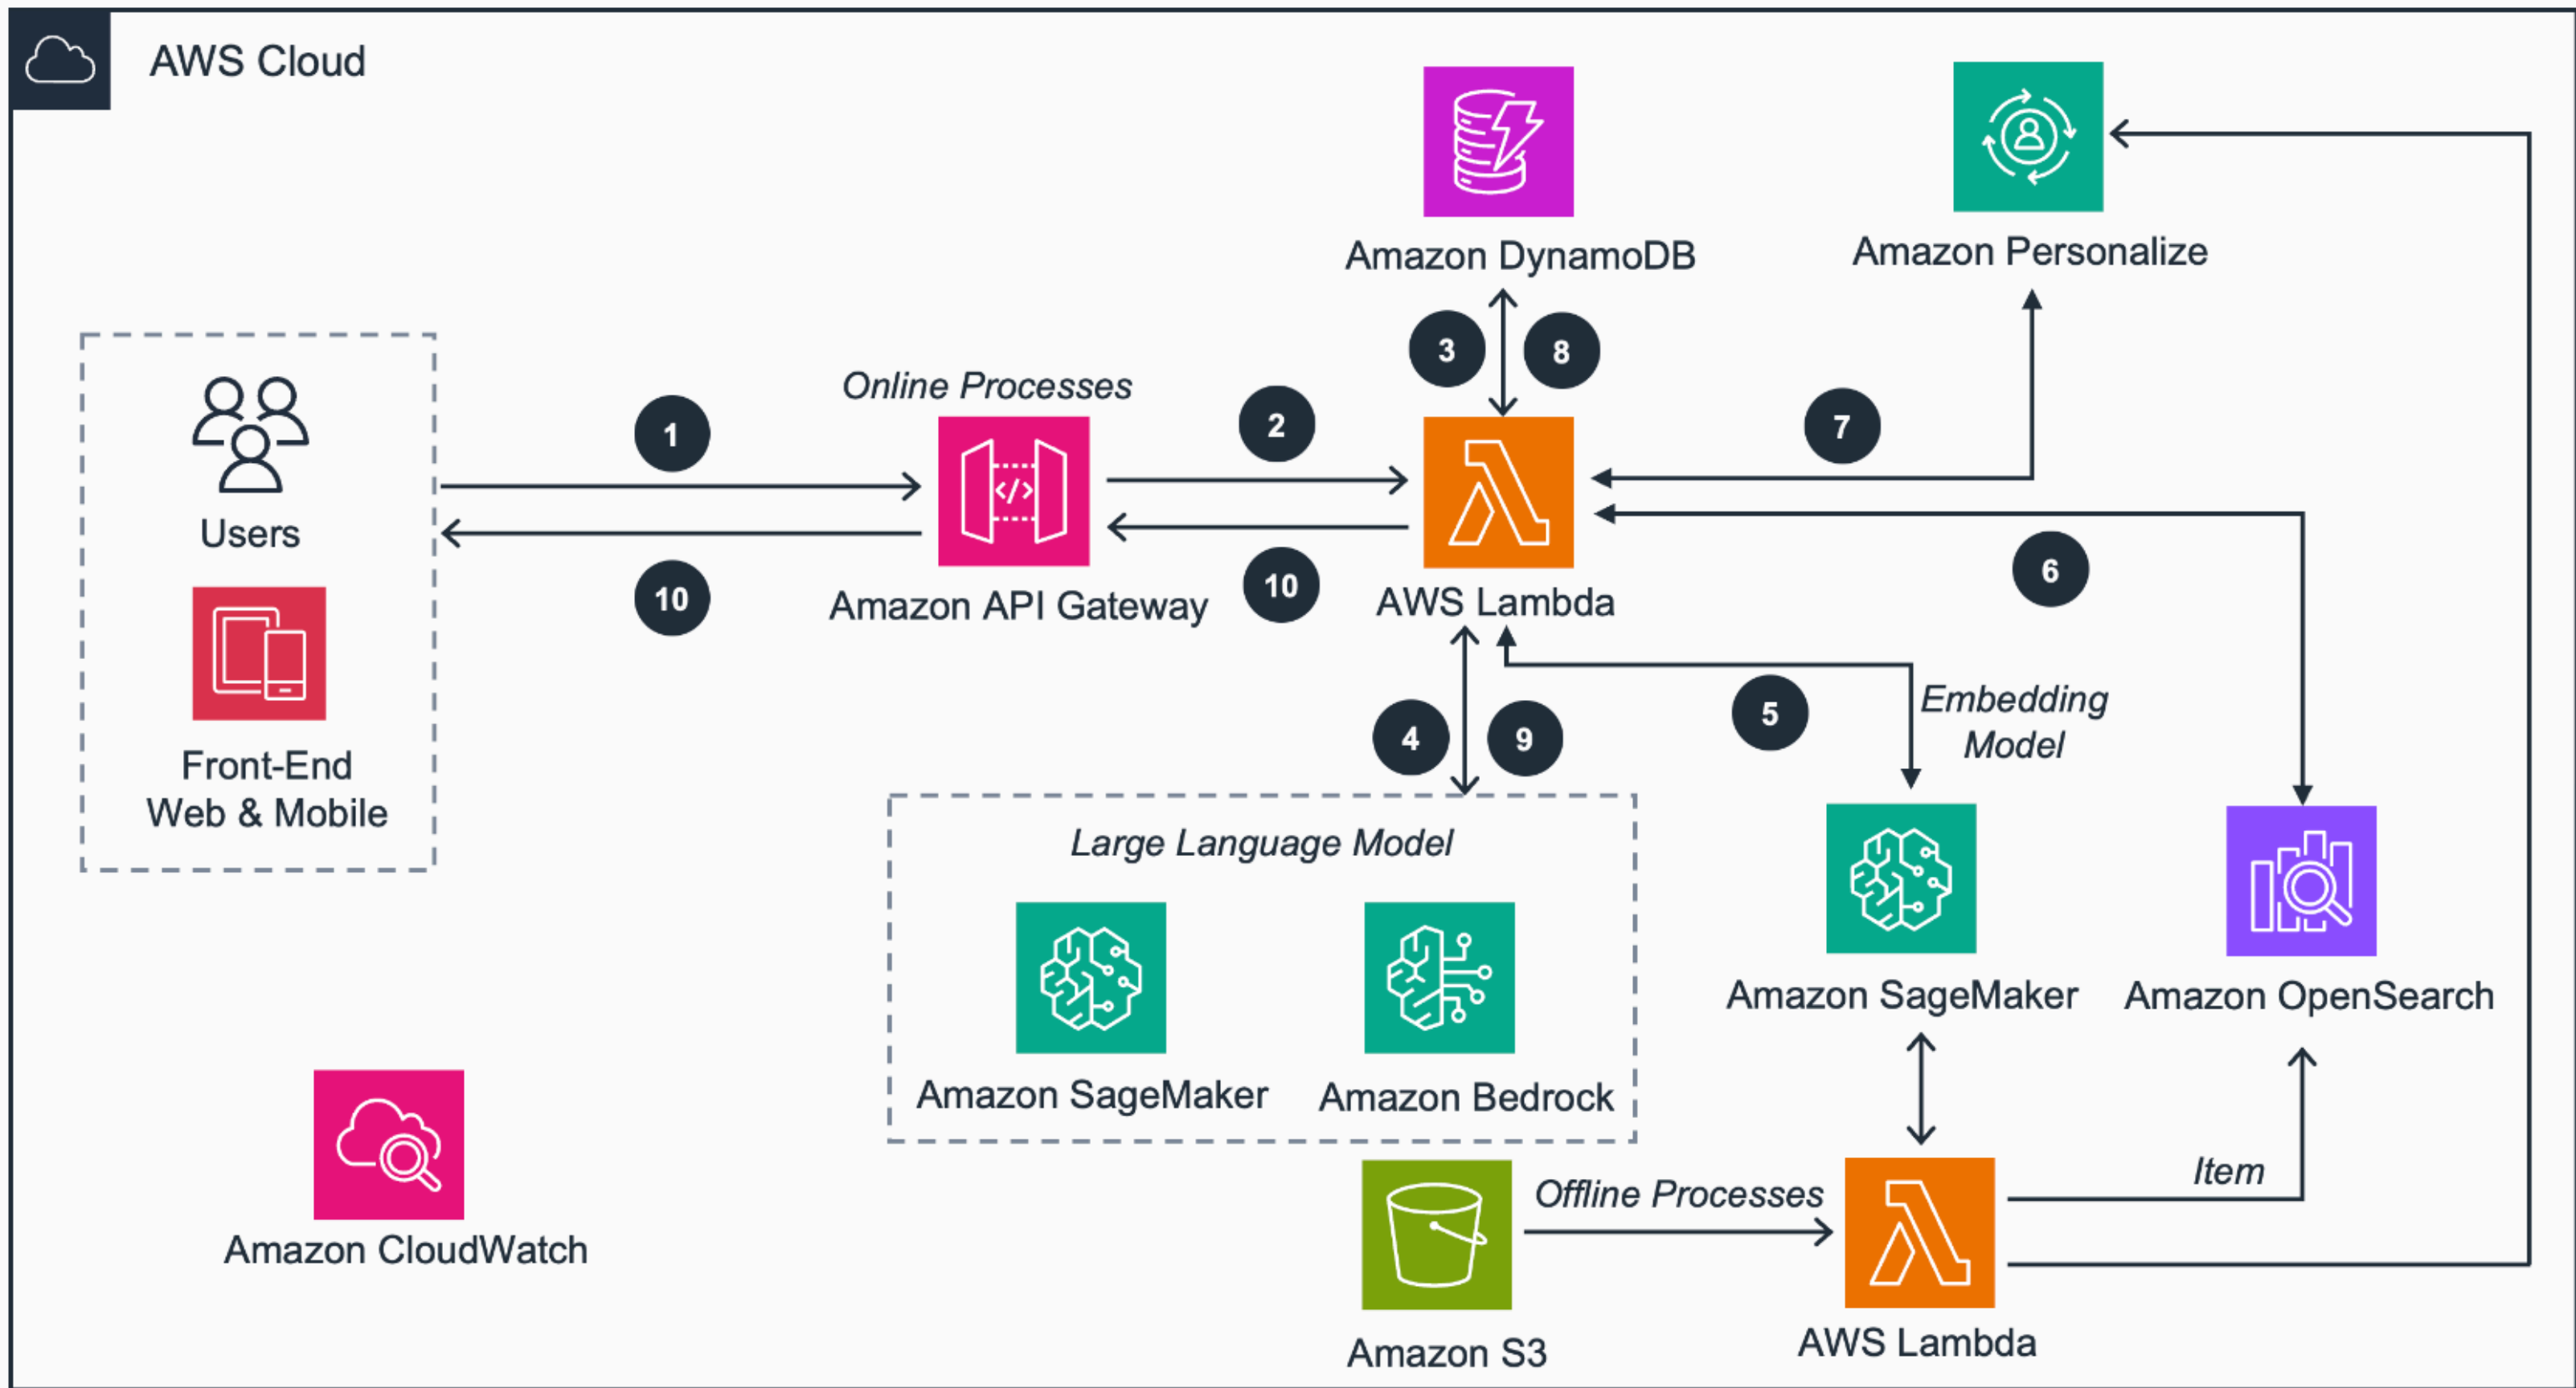 AWS Cloud
Amazon DynamoDB
Amazon Personalize
3
8
Online Processes
1
2
7
</>
Users
10
Amazon API Gateway
10
AWS Lambda
6
Front-End
Web & Mobile
4
9
5
Embedding
Model
Large Language Model
Amazon SageMaker
Amazon Bedrock
Amazon SageMaker
Amazon OpenSearch
Amazon CloudWatch
Offline Processes
Item
Amazon S3
AWS Lambda